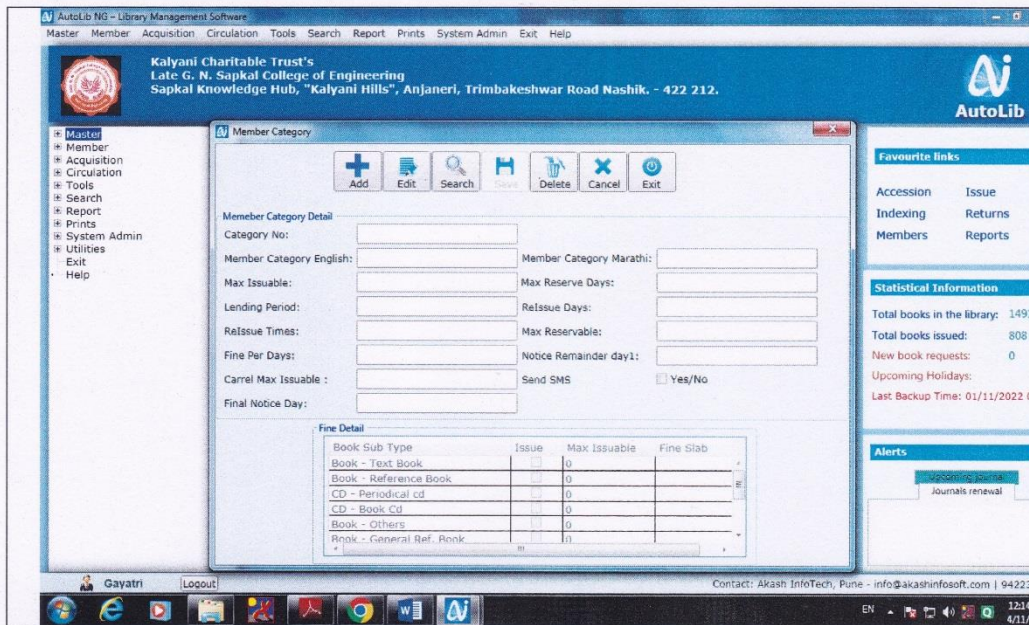 AutoLib NG - Library Management Software
Master Member Acquisition Circulation Tools Search Report Prints System Admin Exit Help
Kalyani Charitable Trust's
Late G. N. Sapkal College of Engineering
Sapkal Knowledge Hub, "Kalyani Hills", Anjaneri, Trimbakeshwar Road Nashik. - 422 212.
AutoLib
Master
Member
Acquisition
Circulation
Tools
Search
Report
Prints
System Admin
Utilities
Exit
Help
Member Category
Add Edit Search Save Delete Cancel Exit
Memeber Category Detail
Category No:
Member Category English: Member Category Marathi:
Max Issuable: Max Reserve Days:
Lending Period: ReIssue Days:
ReIssue Times: Max Reservable:
Fine Per Days: Notice Remainder day1:
Carrel Max Issuable : Send SMS Yes/No
Final Notice Day:
Fine Detail
Book Sub Type Issue Max Issuable Fine Slab
Book - Text Book 0
Book - Reference Book 0
CD - Periodical cd 0
CD - Book Cd 0
Book - Others 0
Book - General Ref. Book 0
Favourite links
Accession Issue
Indexing Returns
Members Reports
Statistical Information
Total books in the library: 149
Total books issued: 808
New book requests: 0
Upcoming Holidays:
Last Backup Time: 01/11/2022
Alerts
Upcoming journal
Journals renewal
Gayatri Logout
Contact: Akash InfoTech, Pune - info@akashinfosoft.com | 9422
EN 12:14
4/11/